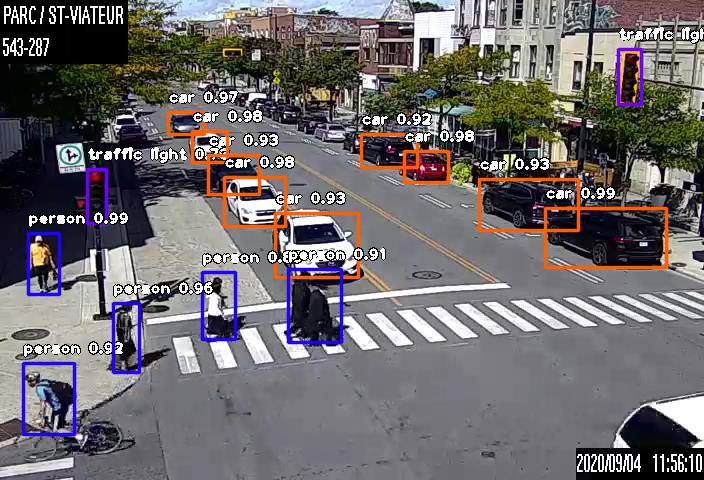 PARC / ST-VIATEUR
543-287
traffic ligh
car 0.97
car 0.98
car 0.93
car 0.92
car 0.98
traffic light 0.7
car 0.98
car 0.93
car 0.99
car 0.93
person 0.99
person 0.91
person 0.96
person 0.92
2020/09/04 11:56:10